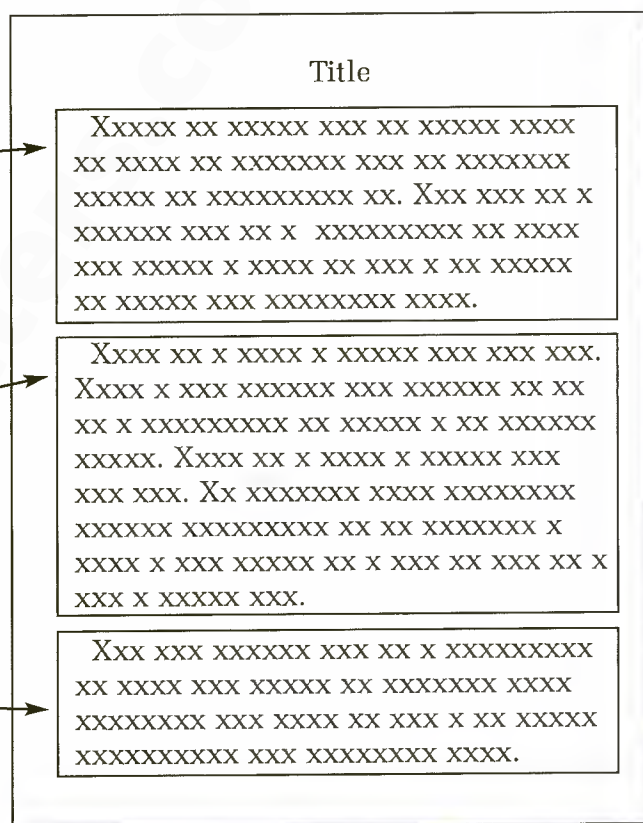 Title
Xxxxx xx xxxxx xxx xx xxxxx xxxx
xx xxxx xx xxxxxxx xxx xx xxxxxxx
xxxxx xx xxxxxxxxx xx. Xxx xxx xx x
xxxxxx xxx xx x xxxxxxxxx xx xxxx
xxx xxxxx x xxxx xx xxx x xx xxxxx
xx xxxxx xxx xxxxxxxx xxxx.
Xxxx xx x xxxx x xxxxx xxx xxx xxx.
Xxxx x xxx xxxxxx xxx xxxxxx xx xx
xx x xxxxxxxxx xx xxxxx x xx xxxxxx
xxxxx. Xxxx xx x xxxx x xxxxx xxx
xxx xxx. Xx xxxxxxx xxxx xxxxxxxx
xxxxxx xxxxxxxxx xx xx xxxxxxx x
xxxx x xxx xxxxx xx x xxx xx xxx xx x
xxx x xxxxx xxx.
Xxx xxx xxxxxx xxx xx x xxxxxxxxx
xx xxxx xxx xxxxx xx xxxxxxx xxxx
xxxxxxxx xxx xxxx xx xxx x xx xxxxx
xxxxxxxxxx xxx xxxxxxxx xxxx.